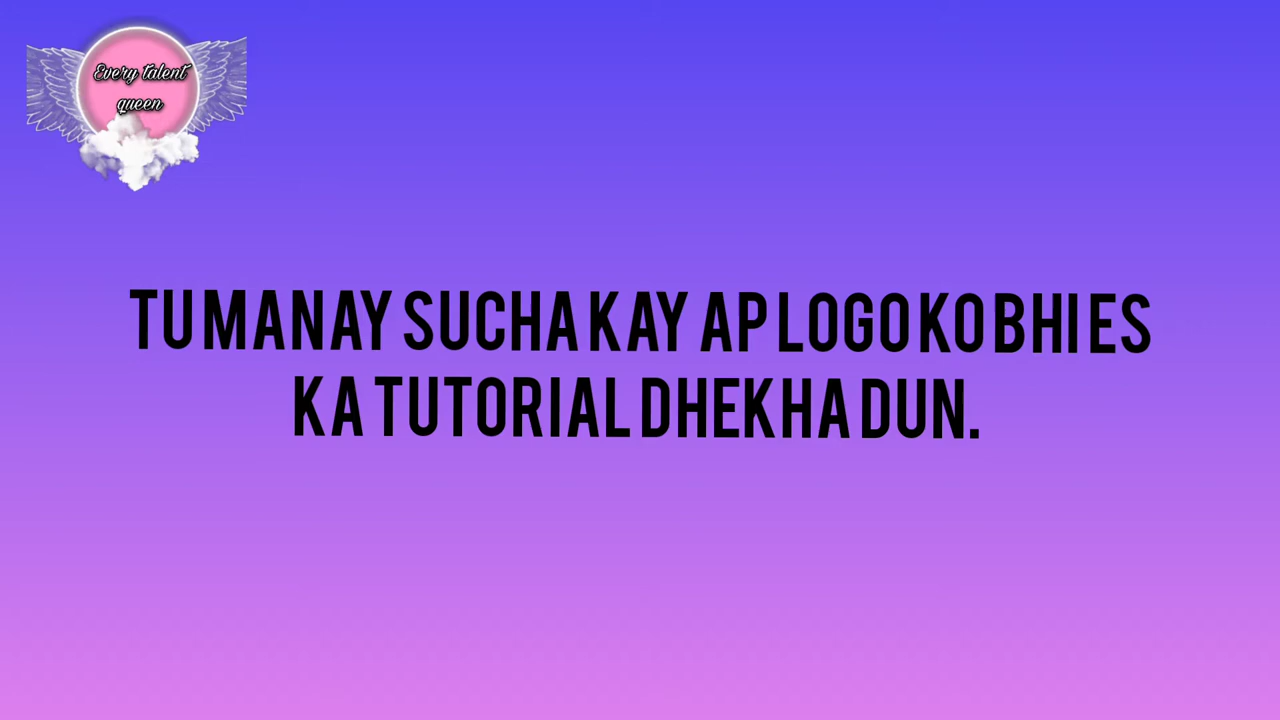 Every talent
queen
TU MANAY SUCHA KAY AP LOGO KO BHI ES
KA TUTORIAL DHEKHA DUN.